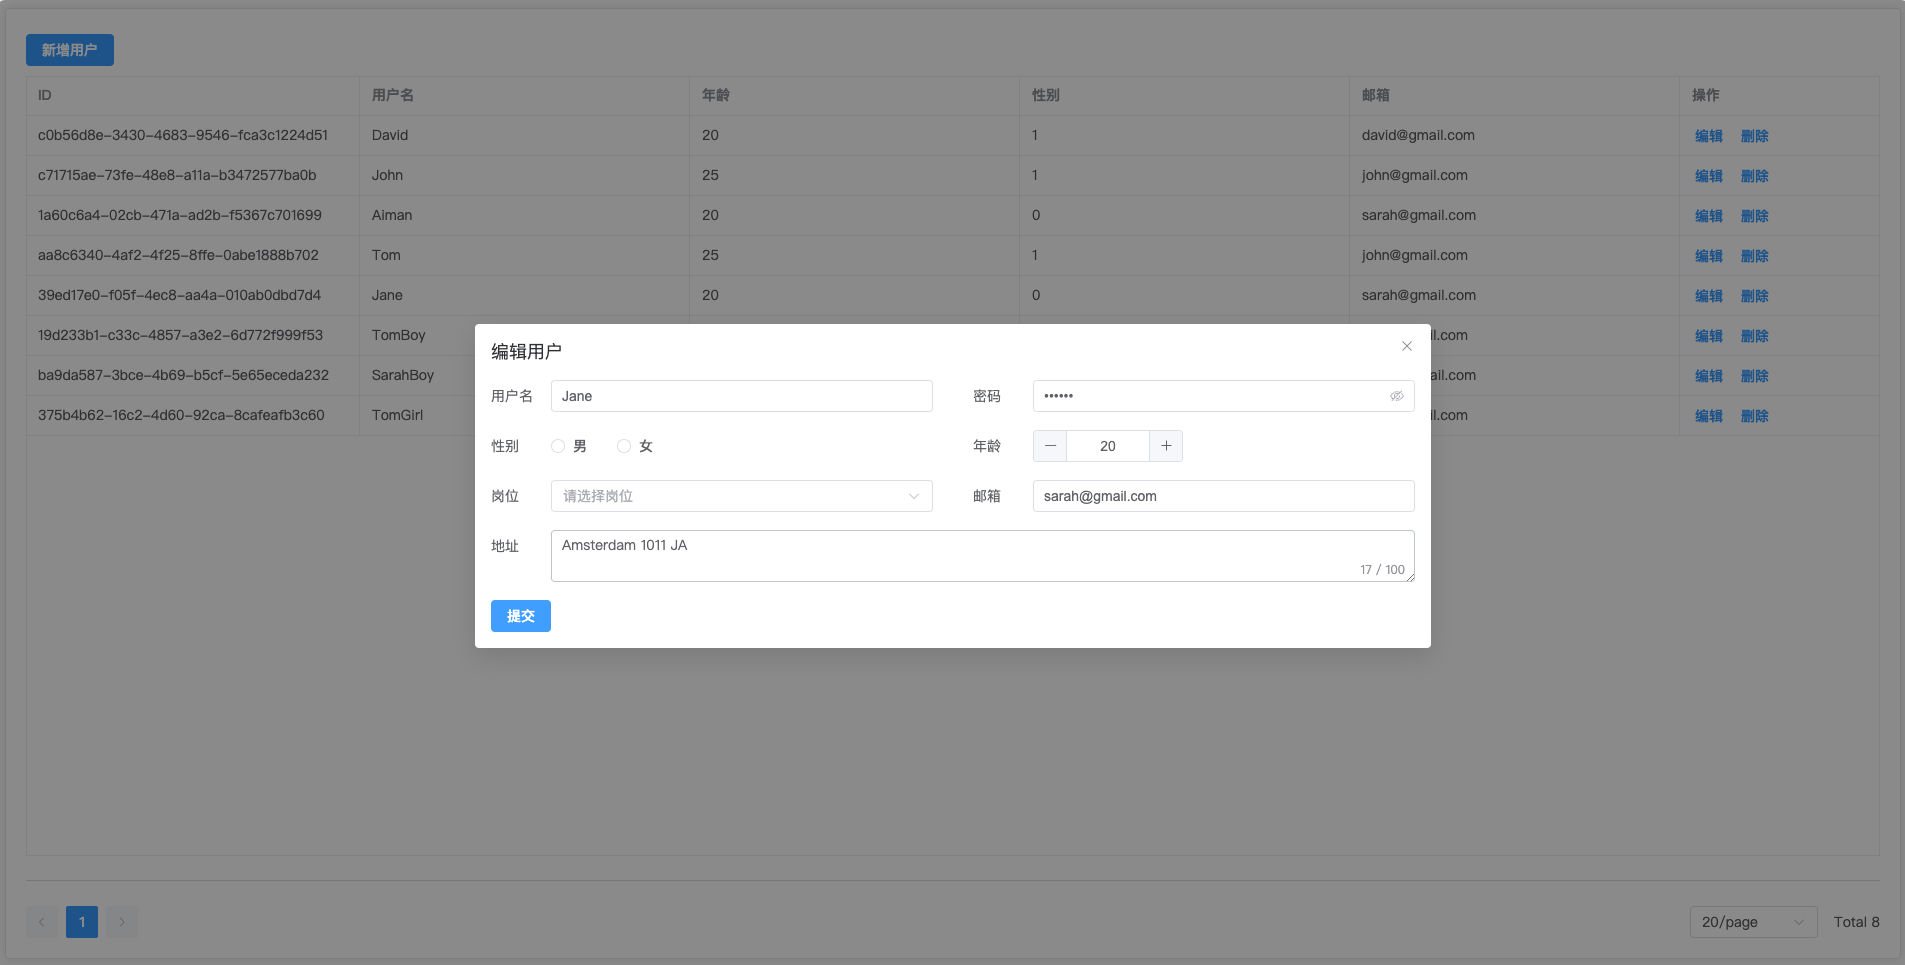 新增用户
ID 用户名 年龄 性别 邮箱 操作
c0b56d8e-3430-4683-9546-fca3c1224d51 David 20 1 david@gmail.com 编辑 删除
c71715ae-73fe-48e8-a11a-b3472577ba0b John 25 1 john@gmail.com 编辑 删除
1a60c6a4-02cb-471a-ad2b-f5367c701699 Aiman 20 0 sarah@gmail.com 编辑 删除
aa8c6340-4af2-4f25-8ffe-0abe1888b702 Tom 25 1 john@gmail.com 编辑 删除
39ed17e0-f05f-4ec8-aa4a-010ab0dbd7d4 Jane 20 0 sarah@gmail.com 编辑 删除
19d233b1-c33c-4857-a3e2-6d772f999f53 TomBoy l.com 编辑 删除
ba9da587-3bce-4b69-b5cf-5e65eceda232 SarahBoy ail.com 编辑 删除
375b4b62-16c2-4d60-92ca-8cafeafb3c60 TomGirl l.com 编辑 删除
编辑用户
用户名 Jane 密码 ••••••
性别 男 女 年龄 20
岗位 请选择岗位 邮箱 sarah@gmail.com
地址 Amsterdam 1011 JA
17 / 100
提交
1 20/page Total 8